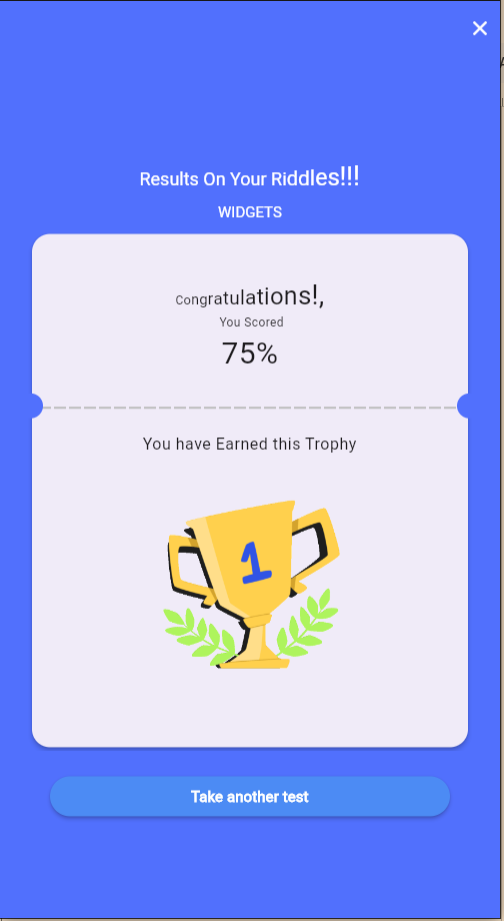 Results On Your Riddles!!!
WIDGETS
Congratulations!,
You Scored
75%
You have Earned this Trophy
1
Take another test